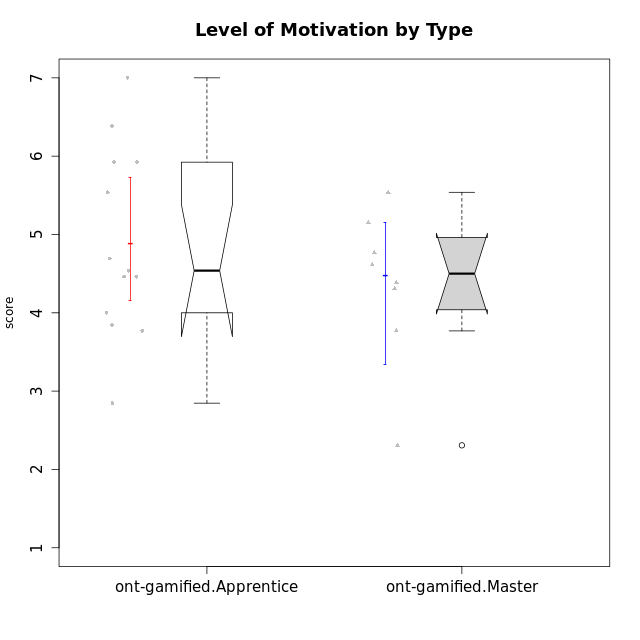 Level of Motivation by Type
score
7
6
5
4
3
2
1
ont-gamified.Apprentice ont-gamified.Master